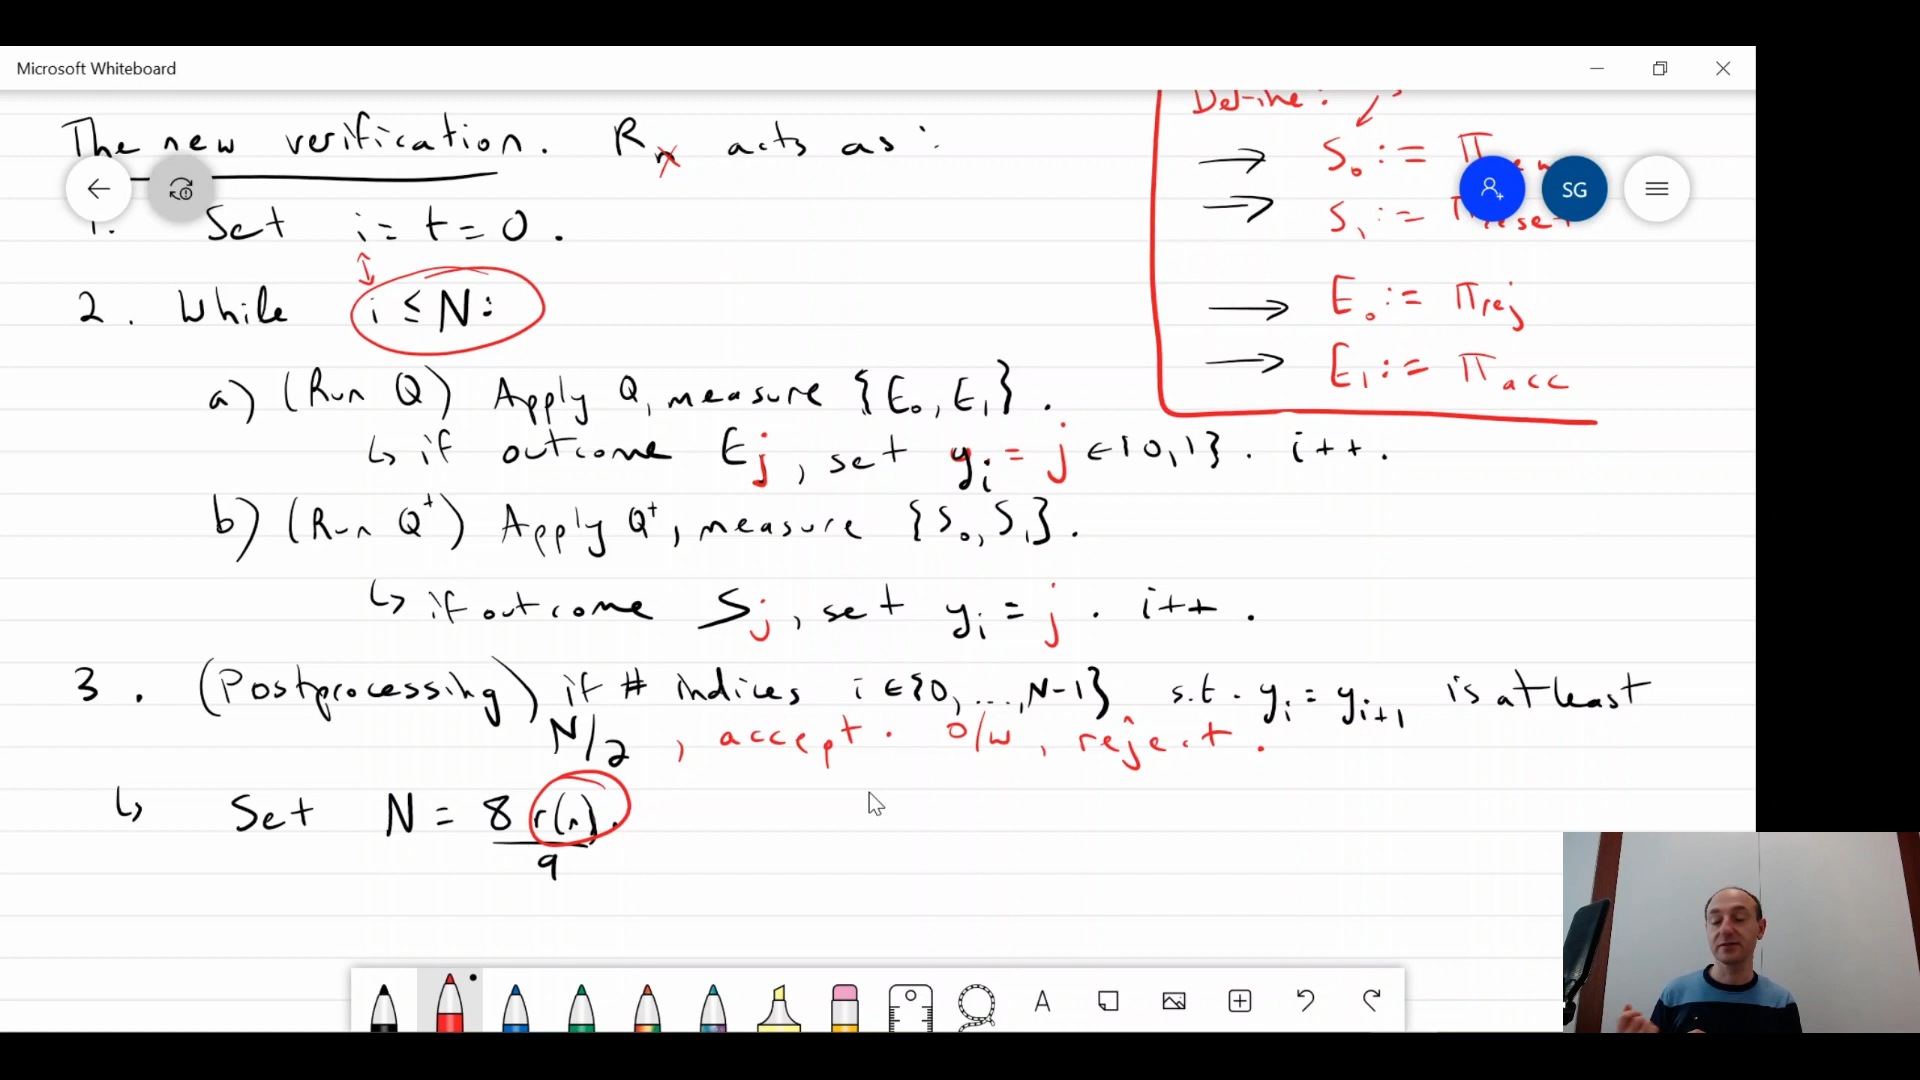 Microsoft Whiteboard
The new verification. Rₓ acts as:
1. Set i = t = 0.
2. While i ≤ N:
a) (Run Q) Apply Q, measure {E₀, E₁}.
↳ if outcome Eⱼ, set yᵢ = j ∈ {0,1}. i++.
b) (Run Q⁺) Apply Q⁺, measure {S₀, S₁}.
↳ if outcome Sⱼ, set yᵢ = j. i++.
3. (Postprocessing) if # indices i ∈ {0, ..., N-1} s.t. yᵢ = yᵢ₊₁ is at least
N/2, accept. O/w, reject.
↳ Set N = 8 r(n).
9
Define:
→ S₀ := Π
→ S₁ :=
→ E₀ := Π rej
→ E₁ := Π acc
SG
A